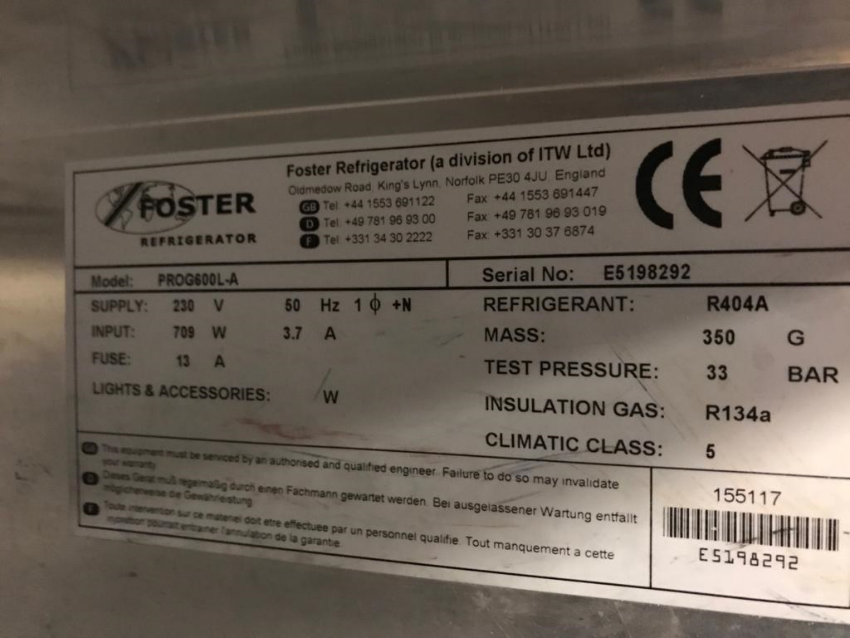 FOSTER
REFRIGERATOR
Foster Refrigerator (a division of ITW Ltd)
Oldmedow Road, King's Lynn, Norfolk PE30 4JU England
GB Tel +44 1553 691122 Fax +44 1553 691447
D Tel +49 781 96 93 00 Fax +49 781 96 93 019
F Tel +331 34 30 2222 Fax: +331 30 37 6874
CE
Model: PROG600L-A
Serial No: E5198292
SUPPLY: 230 V 50 Hz 1 ϕ +N
INPUT: 709 W 3.7 A
FUSE: 13 A
LIGHTS & ACCESSORIES: W
REFRIGERANT: R404A
MASS: 350 G
TEST PRESSURE: 33 BAR
INSULATION GAS: R134a
CLIMATIC CLASS: 5
GB This equipment must be serviced by an authorised and qualified engineer. Failure to do so may invalidate
your warranty
D Dieses Gerät muß regelmäßig durch einen Fachmann gewartet werden. Bei ausgelassener Wartung entfällt
möglicherweise die Gewährleistung.
F Toute intervention sur ce materiel doit etre effectuee par un personnel qualifie. Tout manquement a cette
pourrait entrainer l'annulation de la garantie.
155117
E5198292